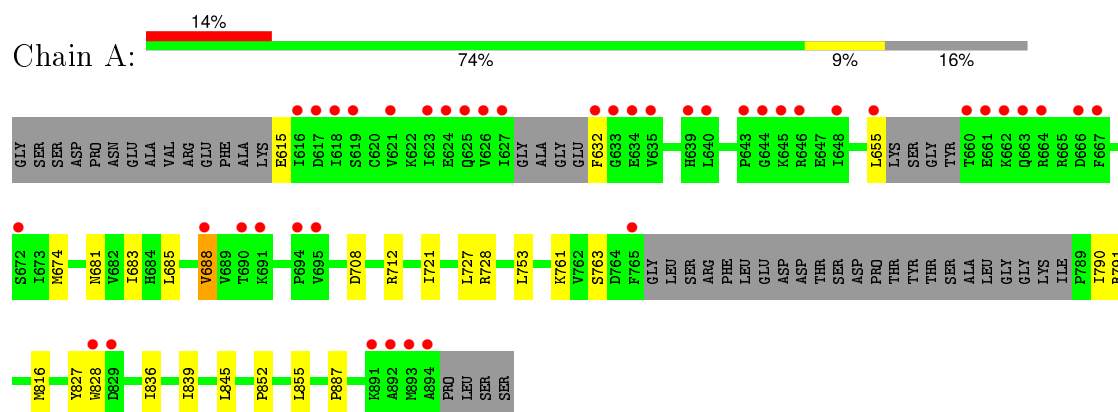 14%
Chain A:
74% 9% 16%
GLY SER SER ASP PRO ASN GLU ALA VAL ARG GLU PHE ALA LYS E615 I616 D617 I618 S619 G620 V621 K622 I623 E624 Q625 V626 I627 GLY ALA GLY GLU F632 G633 E634 V635 H639 L640 P643 G644 K645 R646 E647 I648 L655 LYS SER GLY TYR T660 E661 K662 Q663 R664 R665 D666 F667
S672 I673 M674 N681 V682 I683 H684 L685 V688 V689 T690 K691 P694 V695 D708 R712 I721 L727 R728 L753 K761 V762 S763 D764 F765 GLY LEU SER ARG PHE LEU GLU ASP ASP THR SER ASP PRO THR TYR THR SER ALA LEU GLY GLY LYS ILE P789 I790 R791
M816 Y827 W828 D829 I836 I839 L845 P852 L855 P887 K891 A892 M893 A894 PRO LEU SER SER